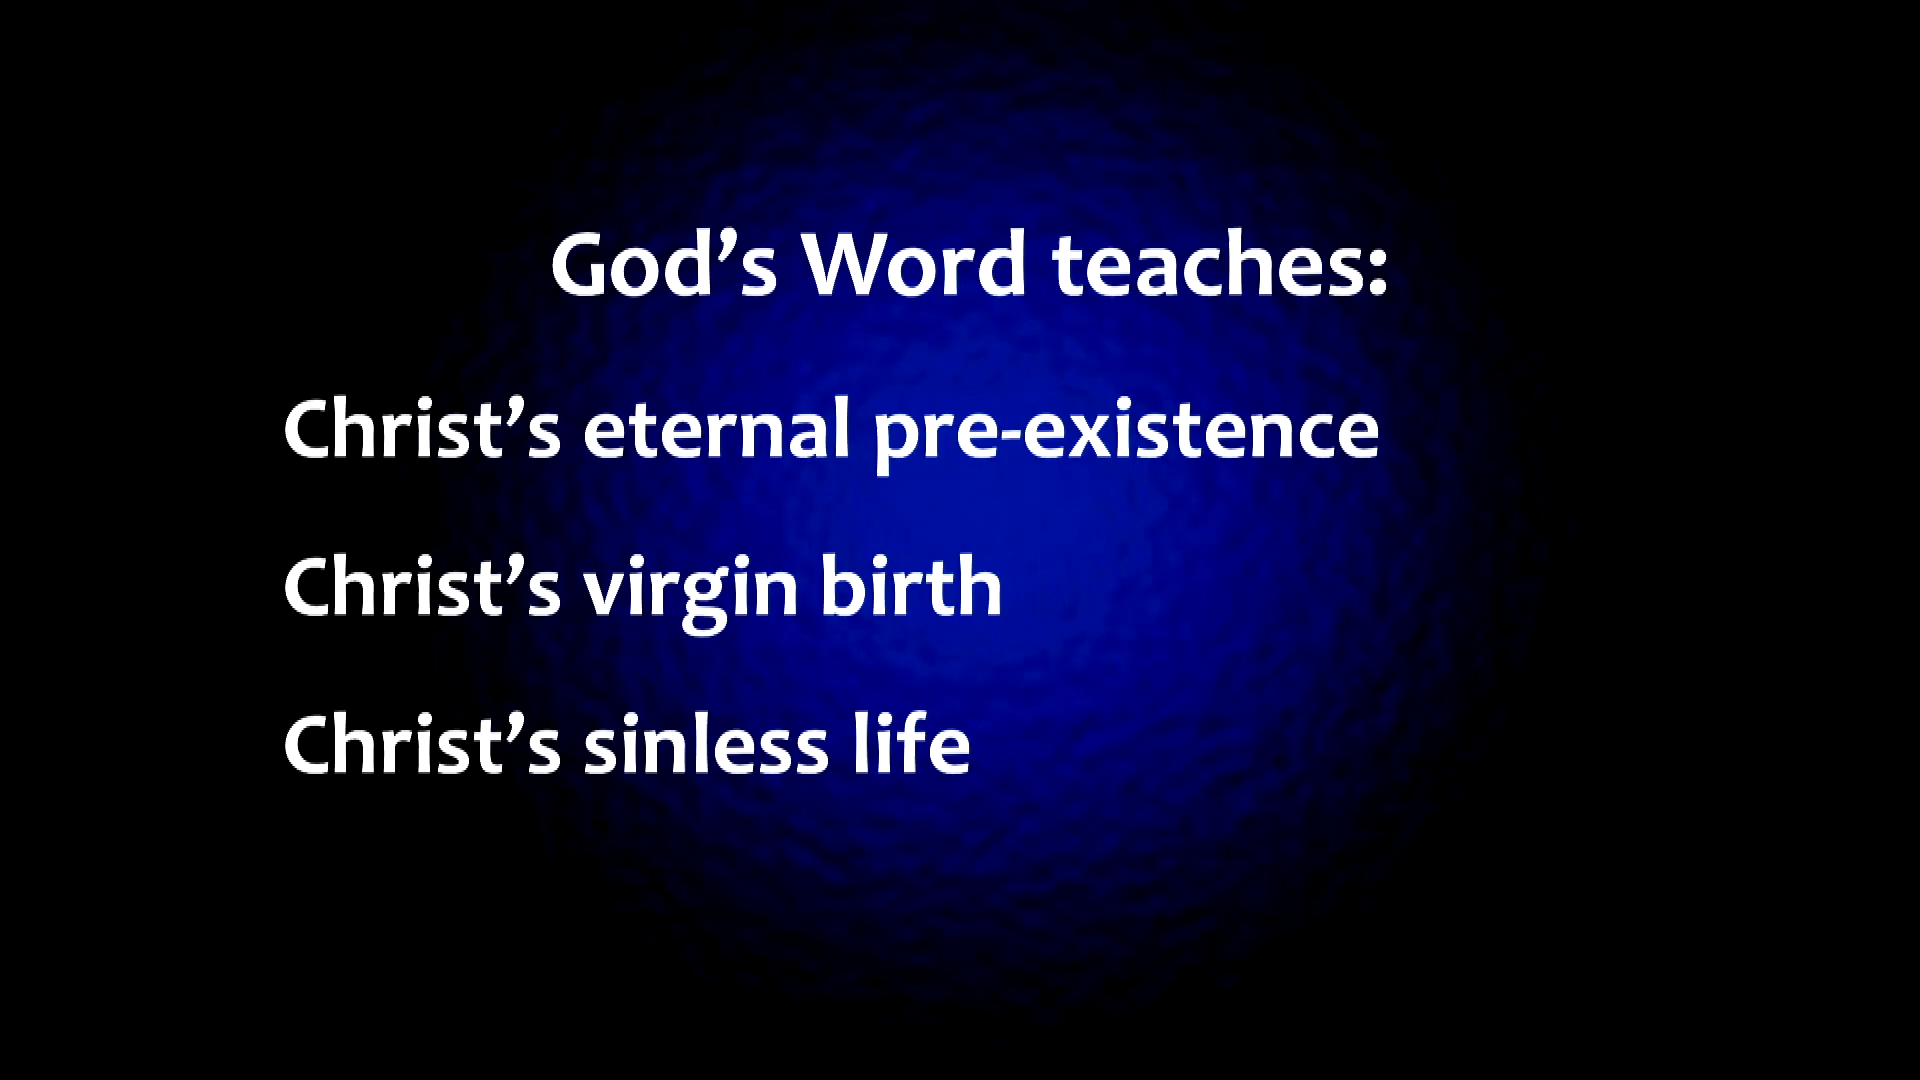 God’s Word teaches:
Christ’s eternal pre-existence
Christ’s virgin birth
Christ’s sinless life